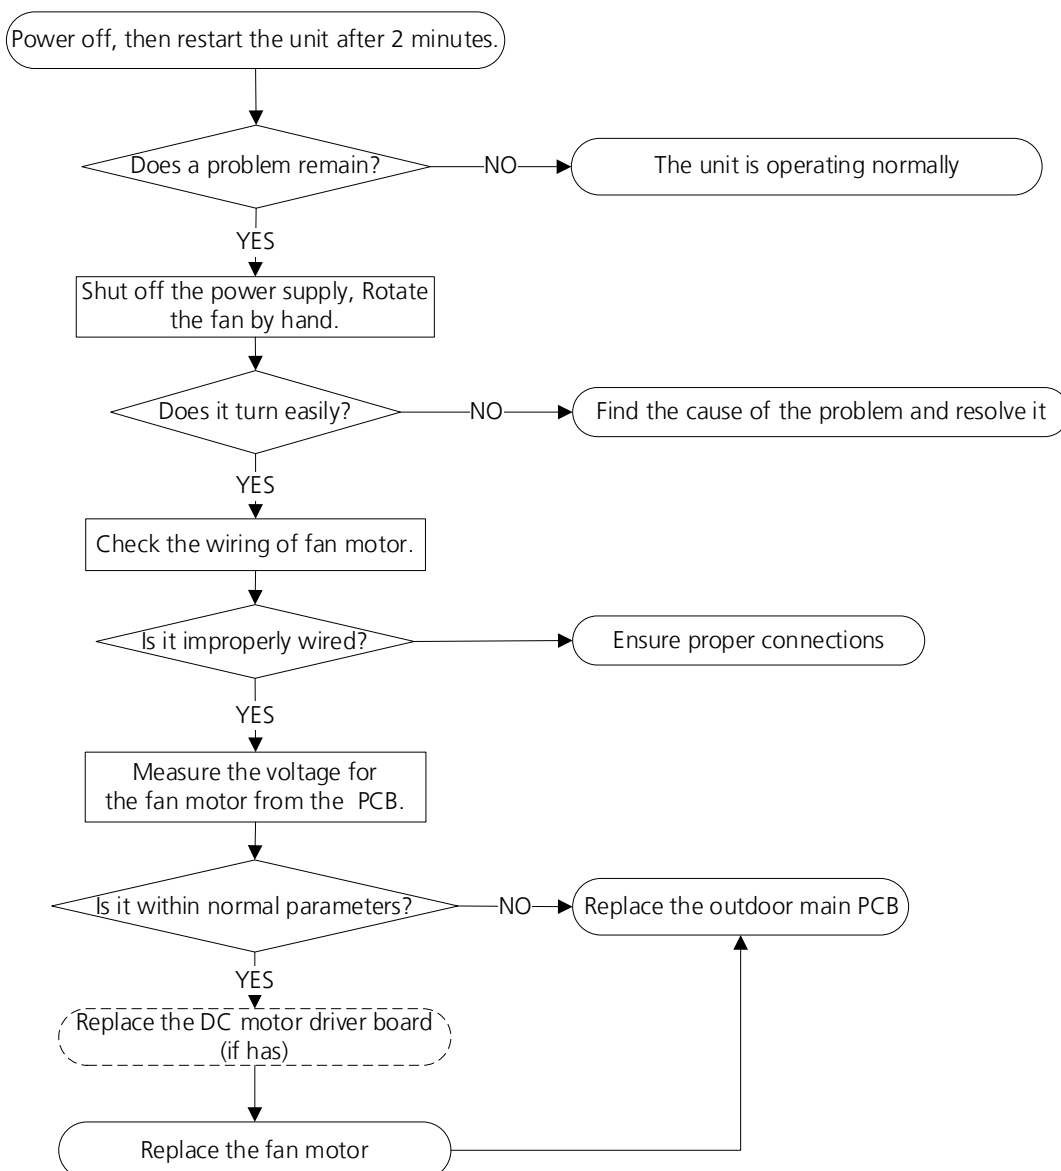 Power off, then restart the unit after 2 minutes.
Does a problem remain?
NO
The unit is operating normally
YES
Shut off the power supply, Rotate
the fan by hand.
Does it turn easily?
NO
Find the cause of the problem and resolve it
YES
Check the wiring of fan motor.
Is it improperly wired?
Ensure proper connections
YES
Measure the voltage for
the fan motor from the PCB.
Is it within normal parameters?
NO
Replace the outdoor main PCB
YES
Replace the DC motor driver board
(if has)
Replace the fan motor